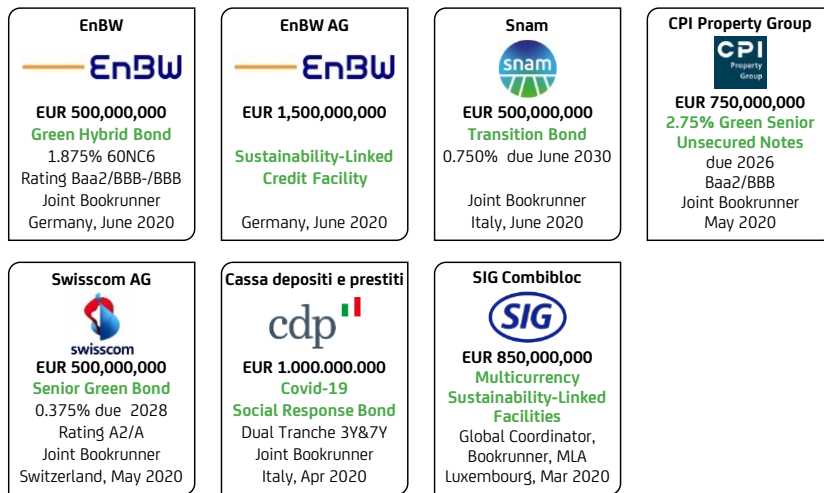 EnBW
EnBW
EUR 500,000,000
Green Hybrid Bond
1.875% 60NC6
Rating Baa2/BBB-/BBB
Joint Bookrunner
Germany, June 2020
EnBW AG
EnBW
EUR 1,500,000,000
Sustainability-Linked
Credit Facility
Germany, June 2020
Snam
snam
EUR 500,000,000
Transition Bond
0.750% due June 2030
Joint Bookrunner
Italy, June 2020
CPI Property Group
CPI
Property
Group
EUR 750,000,000
2.75% Green Senior
Unsecured Notes
due 2026
Baa2/BBB
Joint Bookrunner
May 2020
Swisscom AG
swisscom
EUR 500,000,000
Senior Green Bond
0.375% due 2028
Rating A2/A
Joint Bookrunner
Switzerland, May 2020
Cassa depositi e prestiti
cdp
EUR 1.000.000.000
Covid-19
Social Response Bond
Dual Tranche 3Y&7Y
Joint Bookrunner
Italy, Apr 2020
SIG Combibloc
SIG
EUR 850,000,000
Multicurrency
Sustainability-Linked
Facilities
Global Coordinator,
Bookrunner, MLA
Luxembourg, Mar 2020